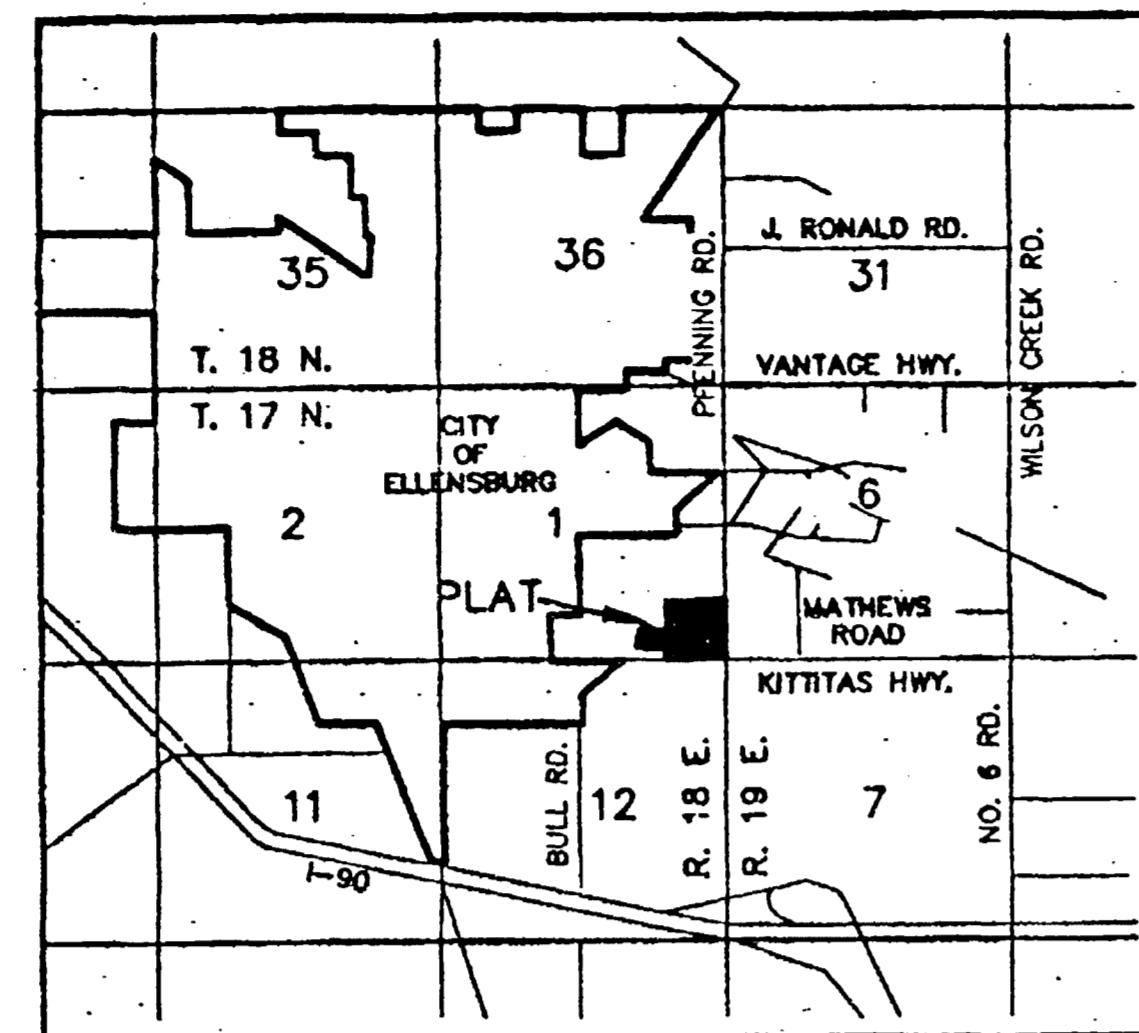 J. RONALD RD.
36
35
31
PFENNING RD.
WILSON CREEK RD.
T. 18 N.
VANTAGE HWY.
T. 17 N.
CITY
OF
ELLENSBURG
6
2
1
PLAT
MATHEWS
ROAD
KITTITAS HWY.
BULL RD.
R. 18 E.
R. 19 E.
NO. 6 RD.
11
12
7
I-90